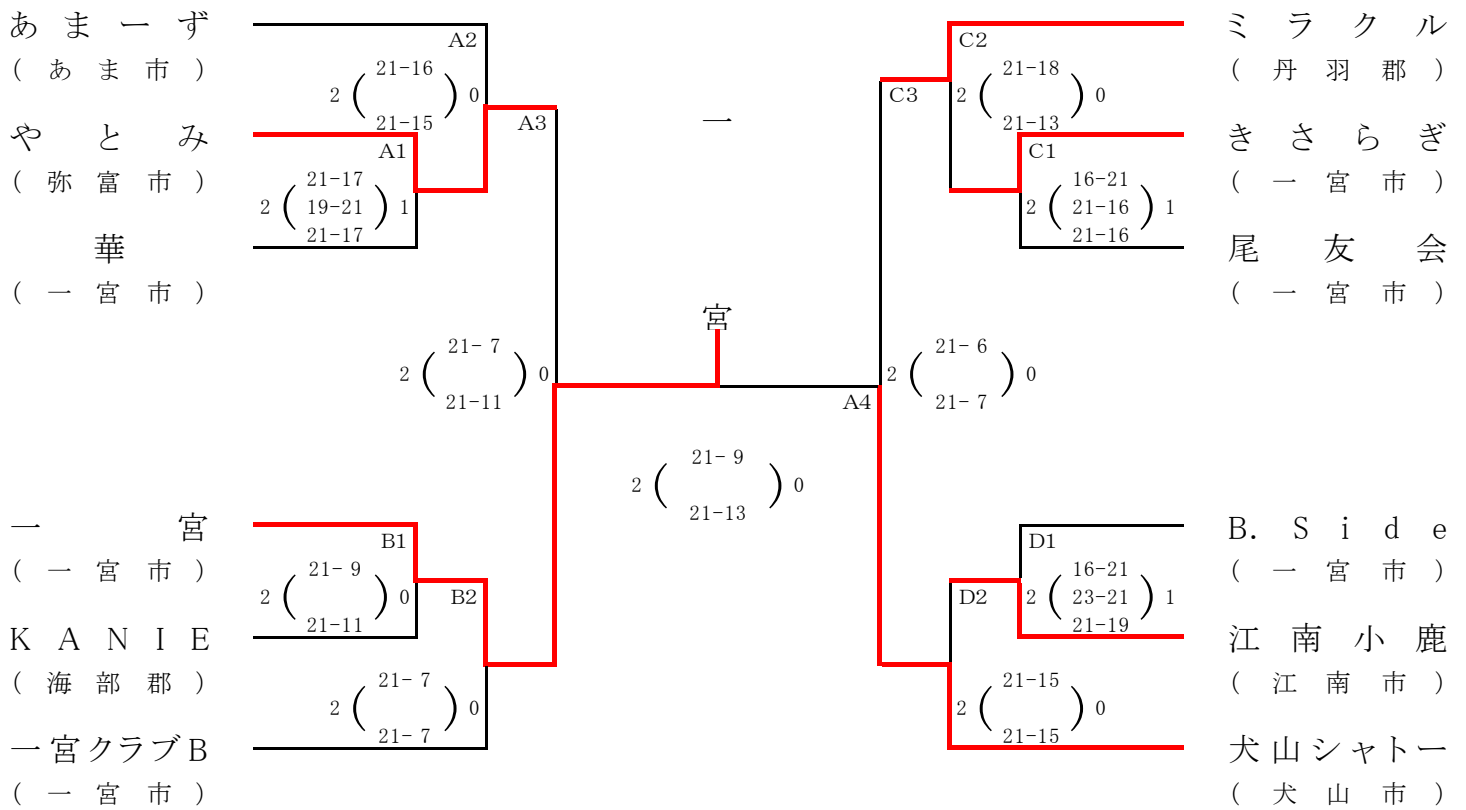 あまーず
(あま市)
やとみ
(弥富市)
華
(一宮市)
一宮
(一宮市)
KANIE
(海部郡)
一宮クラブB
(一宮市)
A2
2 ( 21-16 21-15 ) 0
A1
2 ( 21-17 19-21 21-17 ) 1
A3
2 ( 21- 7 21-11 ) 0
B1
2 ( 21- 9 21-11 ) 0
B2
2 ( 21- 7 21- 7 ) 0
一
宮
A4
2 ( 21- 9 21-13 ) 0
C3
2 ( 21- 6 21- 7 ) 0
C2
2 ( 21-18 21-13 ) 0
C1
2 ( 16-21 21-16 21-16 ) 1
D1
2 ( 16-21 23-21 21-19 ) 1
D2
2 ( 21-15 21-15 ) 0
ミラクル
(丹羽郡)
きさらぎ
(一宮市)
尾友会
(一宮市)
B. Side
(一宮市)
江南小鹿
(江南市)
犬山シャトー
(犬山市)